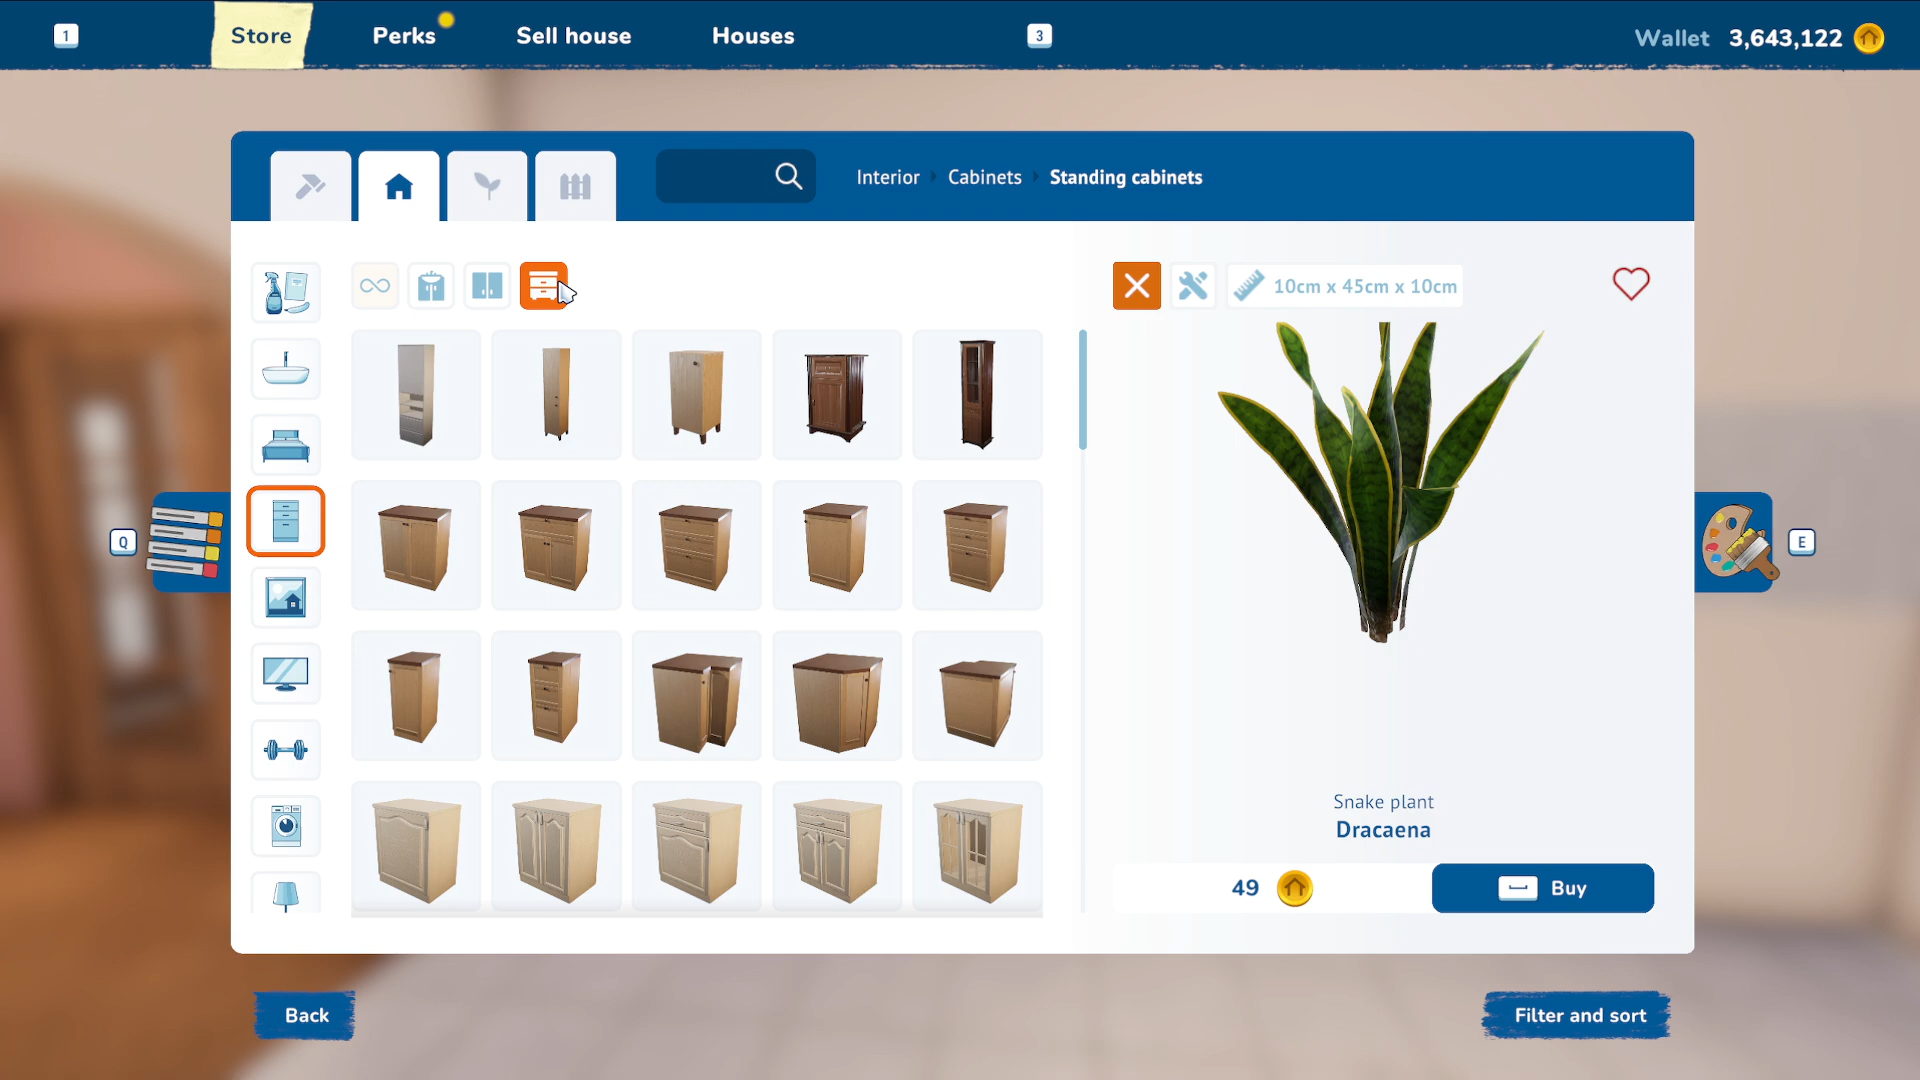 1
Store
Perks
Sell house
Houses
3
Wallet 3,643,122
Interior Cabinets Standing cabinets
10cm x 45cm x 10cm
Q
E
Snake plant
Dracaena
49
Buy
Back
Filter and sort